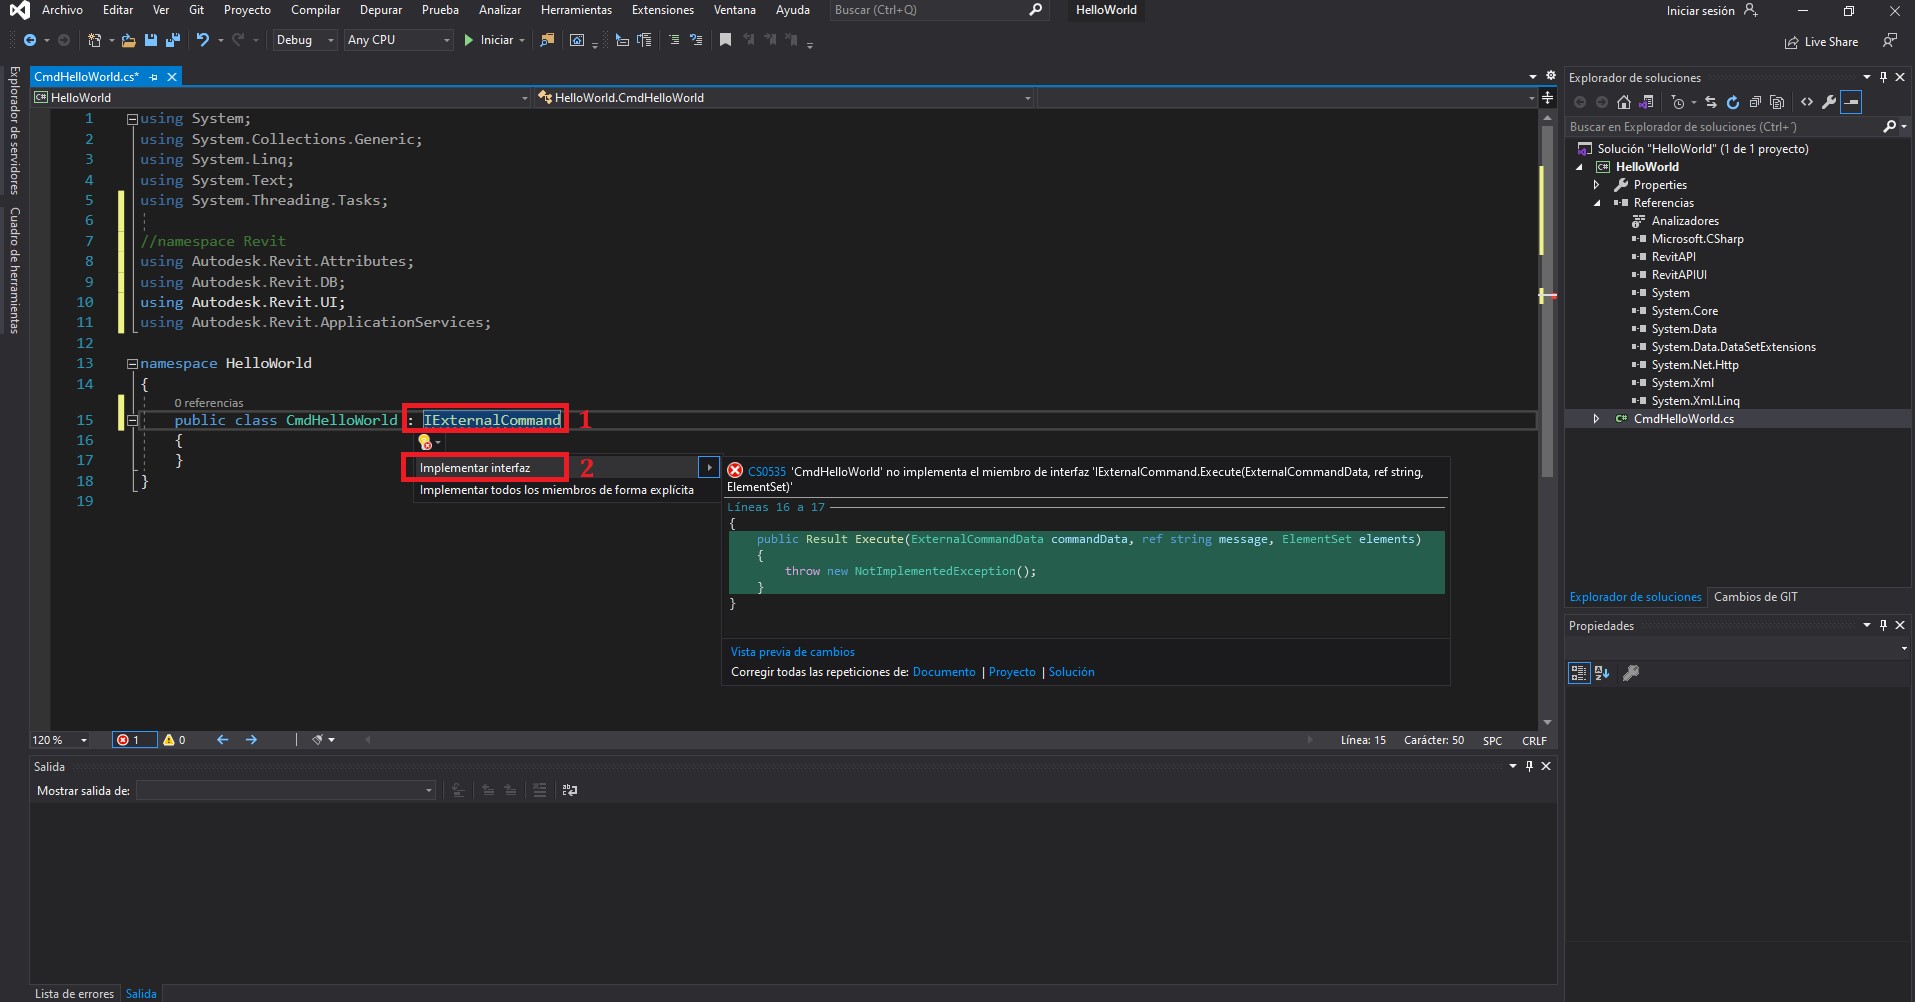 Archivo Editar Ver Git Proyecto Compilar Depurar Prueba Analizar Herramientas Extensiones Ventana Ayuda Buscar (Ctrl+Q) HelloWorld Iniciar sesión
Debug Any CPU Iniciar Live Share
Explorador de servidores
Cuadro de herramientas
CmdHelloWorld.cs*
HelloWorld HelloWorld.CmdHelloWorld
1 using System;
2 using System.Collections.Generic;
3 using System.Linq;
4 using System.Text;
5 using System.Threading.Tasks;
6
7 //namespace Revit
8 using Autodesk.Revit.Attributes;
9 using Autodesk.Revit.DB;
10 using Autodesk.Revit.UI;
11 using Autodesk.Revit.ApplicationServices;
12
13 namespace HelloWorld
14 {
0 referencias
15 public class CmdHelloWorld : IExternalCommand 1
16 {
17 }
18 }
19
Implementar interfaz 2
Implementar todos los miembros de forma explícita
CS0535 'CmdHelloWorld' no implementa el miembro de interfaz 'IExternalCommand.Execute(ExternalCommandData, ref string,
ElementSet)'
Líneas 16 a 17
{
public Result Execute(ExternalCommandData commandData, ref string message, ElementSet elements)
{
throw new NotImplementedException();
}
}
Vista previa de cambios
Corregir todas las repeticiones de: Documento | Proyecto | Solución
120 % 1 0 Línea: 15 Carácter: 50 SPC CRLF
Salida
Mostrar salida de:
Lista de errores Salida
Explorador de soluciones
Buscar en Explorador de soluciones (Ctrl+´)
Solución "HelloWorld" (1 de 1 proyecto)
C# HelloWorld
Properties
Referencias
Analizadores
Microsoft.CSharp
RevitAPI
RevitAPIUI
System
System.Core
System.Data
System.Data.DataSetExtensions
System.Net.Http
System.Xml
System.Xml.Linq
C# CmdHelloWorld.cs
Explorador de soluciones Cambios de GIT
Propiedades